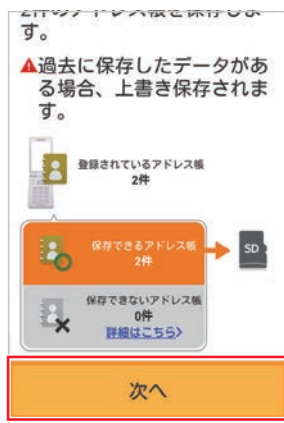 2件のアドレス帳を保存しま
す。
▲過去に保存したデータがあ
る場合、上書き保存されま
す。
登録されているアドレス帳
2件
保存できるアドレス帳
2件
SD
保存できないアドレス帳
0件
詳細はこちら>
次へ